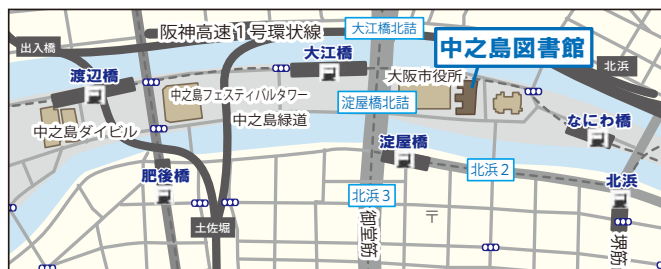 阪神高速1号環状線
大江橋北詰
中之島図書館
出入橋
大江橋
大阪市役所
北浜
渡辺橋
中之島フェスティバルタワー
淀屋橋北詰
中之島緑道
なにわ橋
中之島ダイビル
淀屋橋
肥後橋
北浜2
北浜
北浜3
〒
土佐堀
御堂筋
堺筋